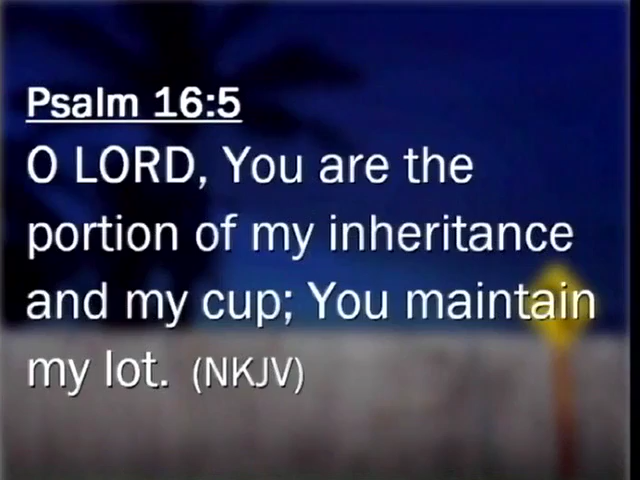 Psalm 16:5
O LORD, You are the
portion of my inheritance
and my cup; You maintain
my lot. (NKJV)